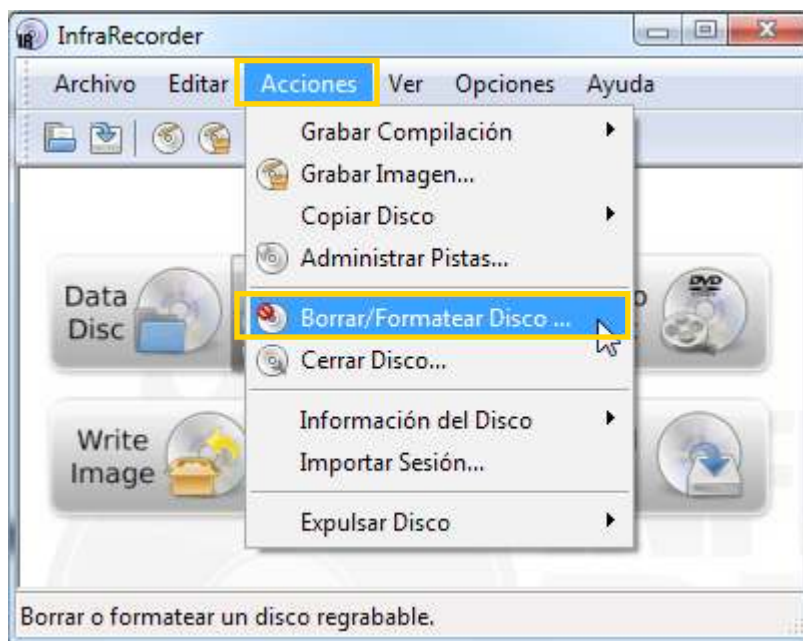 InfraRecorder
Archivo Editar Acciones Ver Opciones Ayuda
Grabar Compilación
Grabar Imagen...
Copiar Disco
Administrar Pistas...
Data
Disc
Borrar/Formatear Disco ...
DVD
Cerrar Disco...
Información del Disco
Write
Image
Importar Sesión...
Expulsar Disco
Borrar o formatear un disco regrabable.